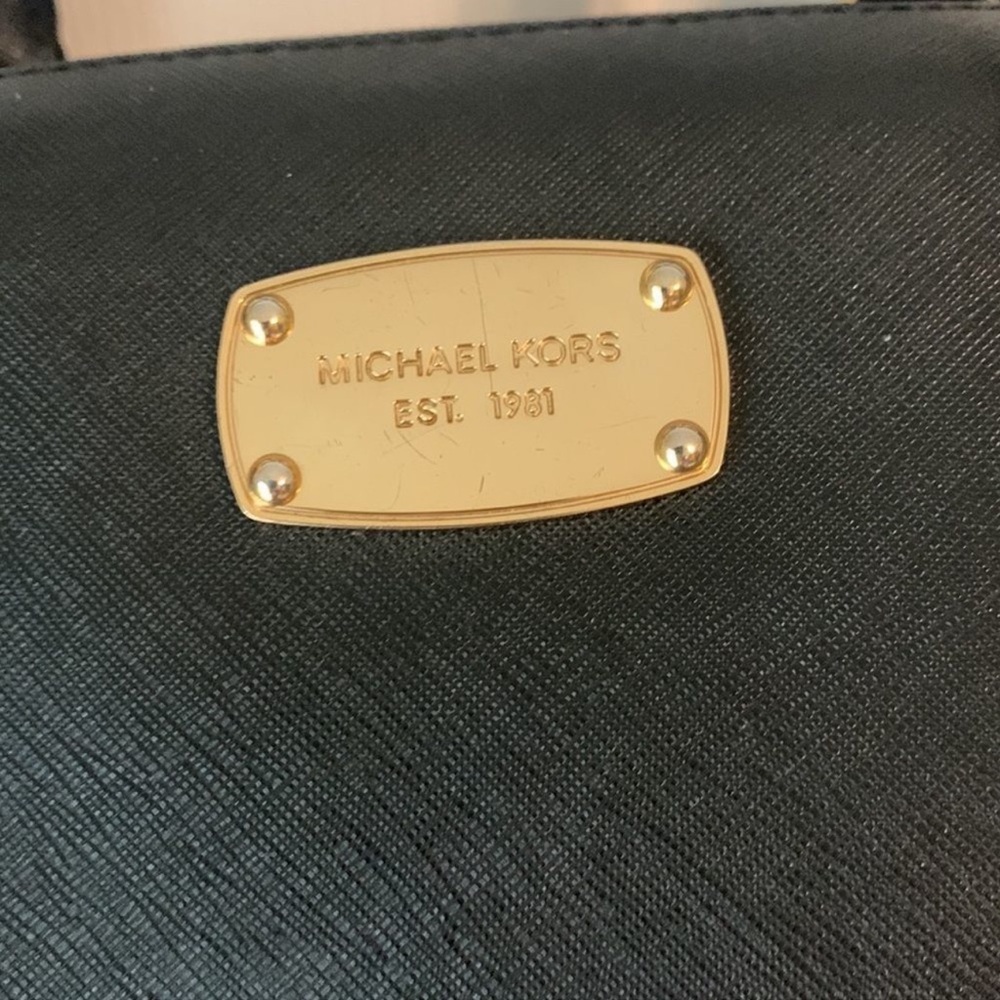 MICHAEL KORS
EST. 1981